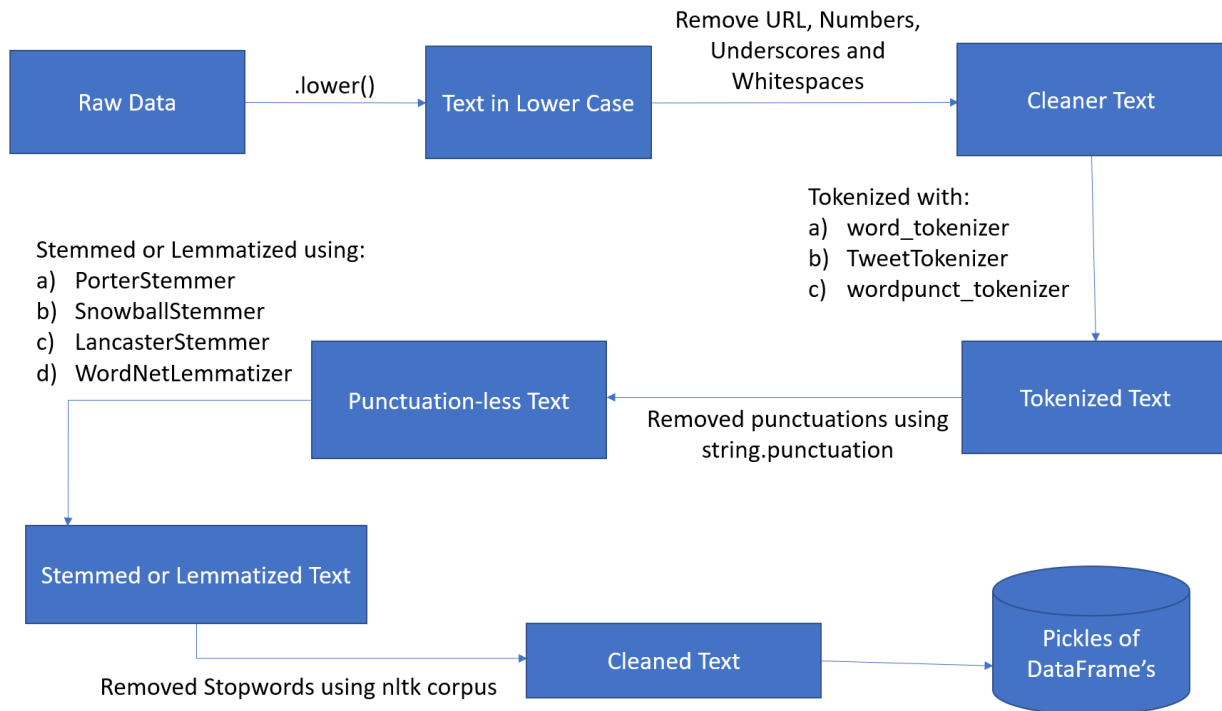 Raw Data
.lower()
Text in Lower Case
Remove URL, Numbers,
Underscores and
Whitespaces
Cleaner Text
Tokenized with:
a) word_tokenizer
b) TweetTokenizer
c) wordpunct_tokenizer
Tokenized Text
Removed punctuations using
string.punctuation
Punctuation-less Text
Stemmed or Lemmatized using:
a) PorterStemmer
b) SnowballStemmer
c) LancasterStemmer
d) WordNetLemmatizer
Stemmed or Lemmatized Text
Removed Stopwords using nltk corpus
Cleaned Text
Pickles of
DataFrame’s